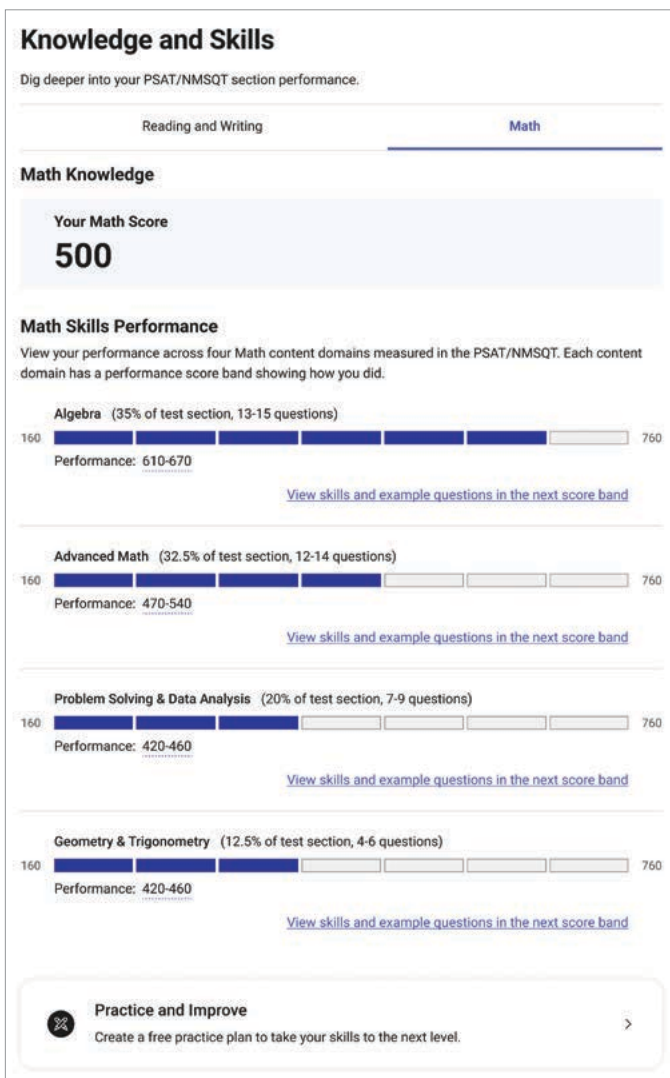 Knowledge and Skills
Dig deeper into your PSAT/NMSQT section performance.
Reading and Writing
Math
Math Knowledge
Your Math Score
500
Math Skills Performance
View your performance across four Math content domains measured in the PSAT/NMSQT. Each content
domain has a performance score band showing how you did.
Algebra (35% of test section, 13-15 questions)
160 760
Performance: 610-670
View skills and example questions in the next score band
Advanced Math (32.5% of test section, 12-14 questions)
160 760
Performance: 470-540
View skills and example questions in the next score band
Problem Solving & Data Analysis (20% of test section, 7-9 questions)
160 760
Performance: 420-460
View skills and example questions in the next score band
Geometry & Trigonometry (12.5% of test section, 4-6 questions)
160 760
Performance: 420-460
View skills and example questions in the next score band
Practice and Improve
Create a free practice plan to take your skills to the next level.